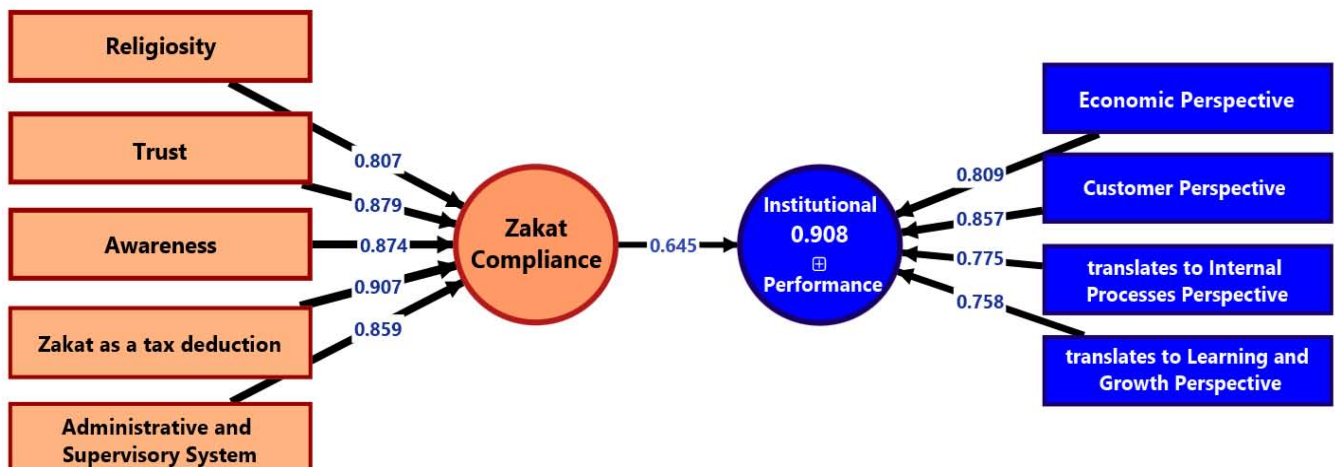 Religiosity
Trust
Awareness
Zakat as a tax deduction
Administrative and
Supervisory System
0.807
0.879
0.874
0.907
0.859
Zakat
Compliance
0.645
Institutional
0.908
Performance
0.809
0.857
0.775
0.758
Economic Perspective
Customer Perspective
translates to Internal
Processes Perspective
translates to Learning and
Growth Perspective